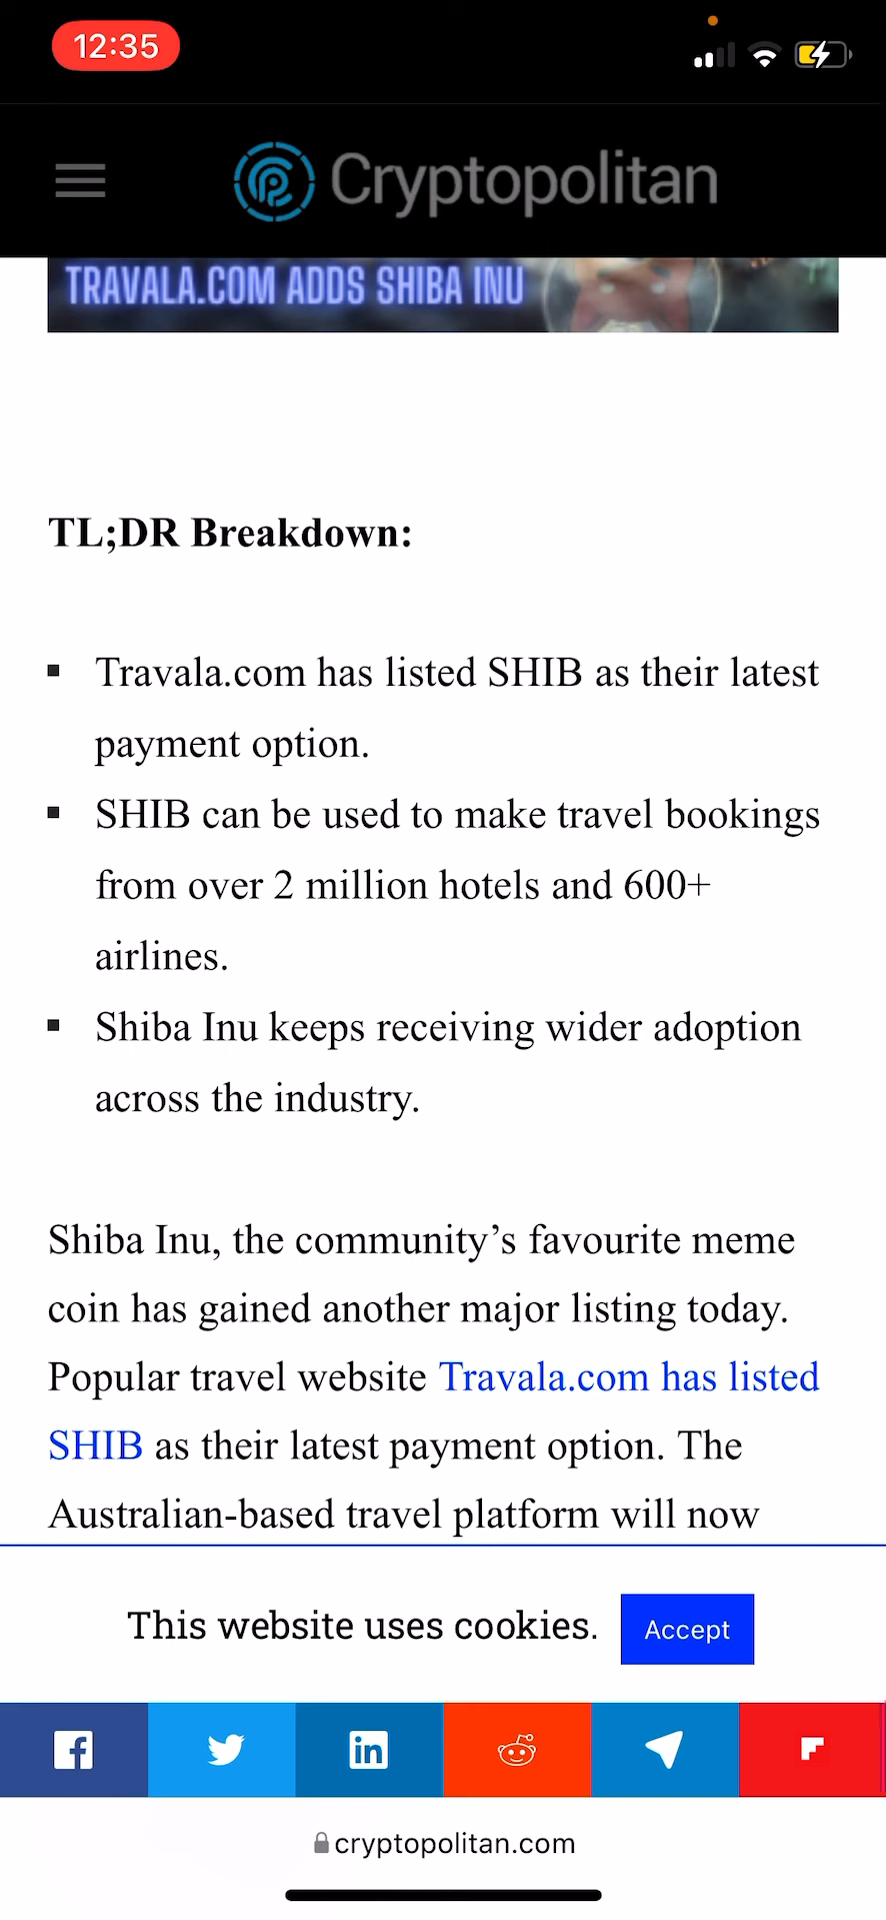 12:35
Cryptopolitan
TRAVALA.COM ADDS SHIBA INU
TL;DR Breakdown:
▪ Travala.com has listed SHIB as their latest
payment option.
▪ SHIB can be used to make travel bookings
from over 2 million hotels and 600+
airlines.
▪ Shiba Inu keeps receiving wider adoption
across the industry.
Shiba Inu, the community’s favourite meme
coin has gained another major listing today.
Popular travel website Travala.com has listed
SHIB as their latest payment option. The
Australian-based travel platform will now
This website uses cookies. Accept
cryptopolitan.com